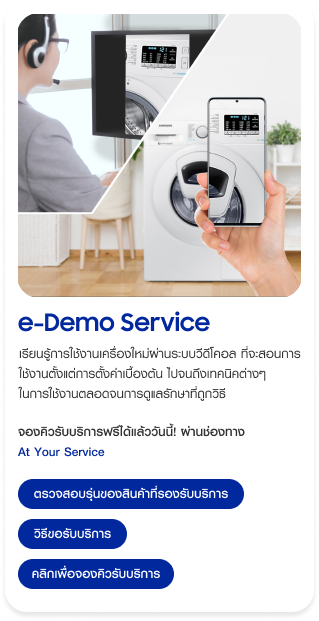 e-Demo Service
เรียนรู้การใช้งานเครื่องใหม่ผ่านระบบวีดีโคอล ที่จะสอนการ
ใช้งานตั้งแต่การตั้งค่าเบื้องต้น ไปจนถึงเทคนิคต่างๆ
ในการใช้งานตลอดจนการดูแลรักษาที่ถูกวิธี
จองคิวรับบริการฟรีได้แล้ววันนี้! ผ่านช่องทาง
At Your Service
ตรวจสอบรุ่นของสินค้าที่รองรับบริการ
วิธีขอรับบริการ
คลิกเพื่อจองคิวรับบริการ